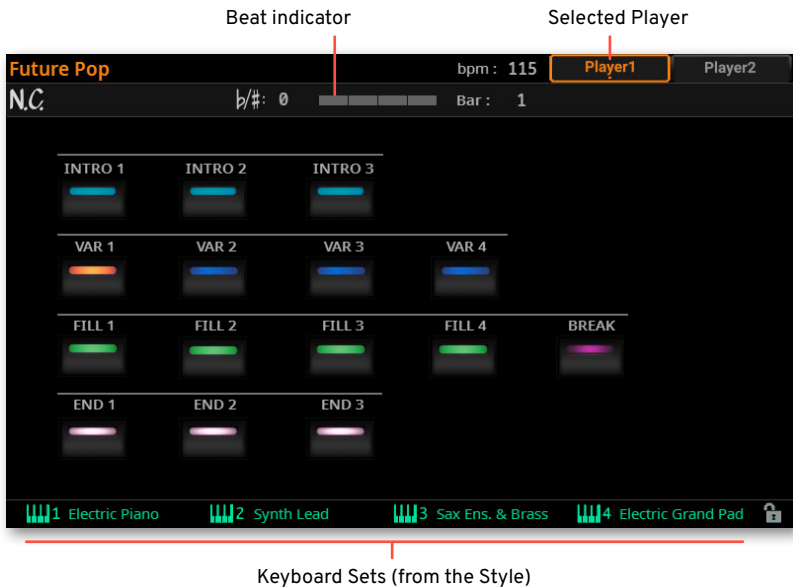 Beat indicator Selected Player
Future Pop bpm: 115 Player1 Player2
N.C. b/#: 0 Bar: 1
INTRO 1 INTRO 2 INTRO 3
VAR 1 VAR 2 VAR 3 VAR 4
FILL 1 FILL 2 FILL 3 FILL 4 BREAK
END 1 END 2 END 3
1 Electric Piano 2 Synth Lead 3 Sax Ens. & Brass 4 Electric Grand Pad
Keyboard Sets (from the Style)